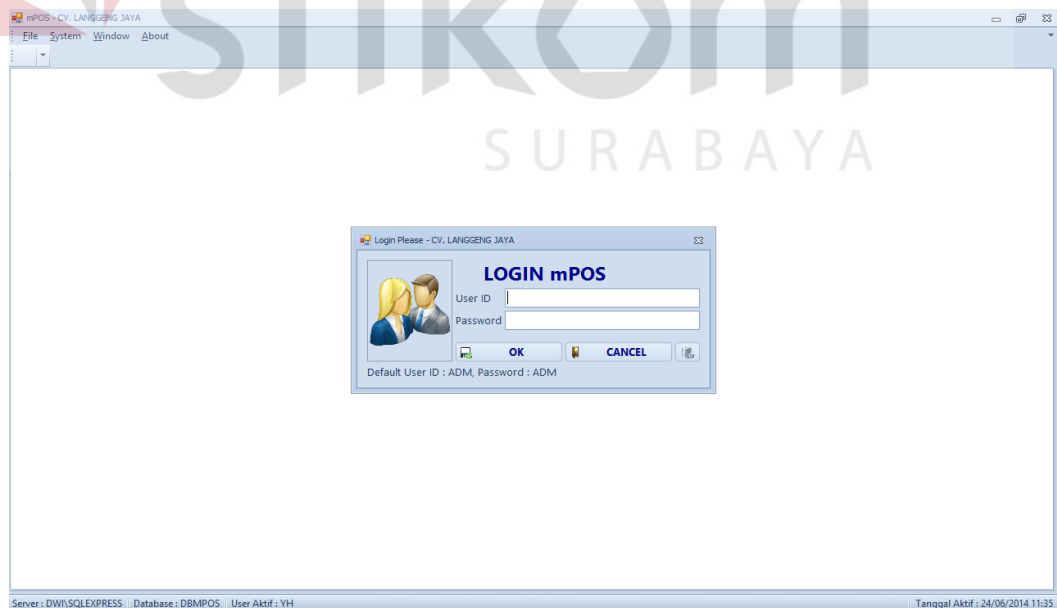 stikom
SURABAYA
mPOS - CV. LANGGENG JAYA
File System Window About
Login Please - CV. LANGGENG JAYA
LOGIN mPOS
User ID
Password
OK CANCEL
Default User ID : ADM, Password : ADM
Server : DWI\SQLEXPRESS Database : DBMPOS User Aktif : YH Tanggal Aktif : 24/06/2014 11:35